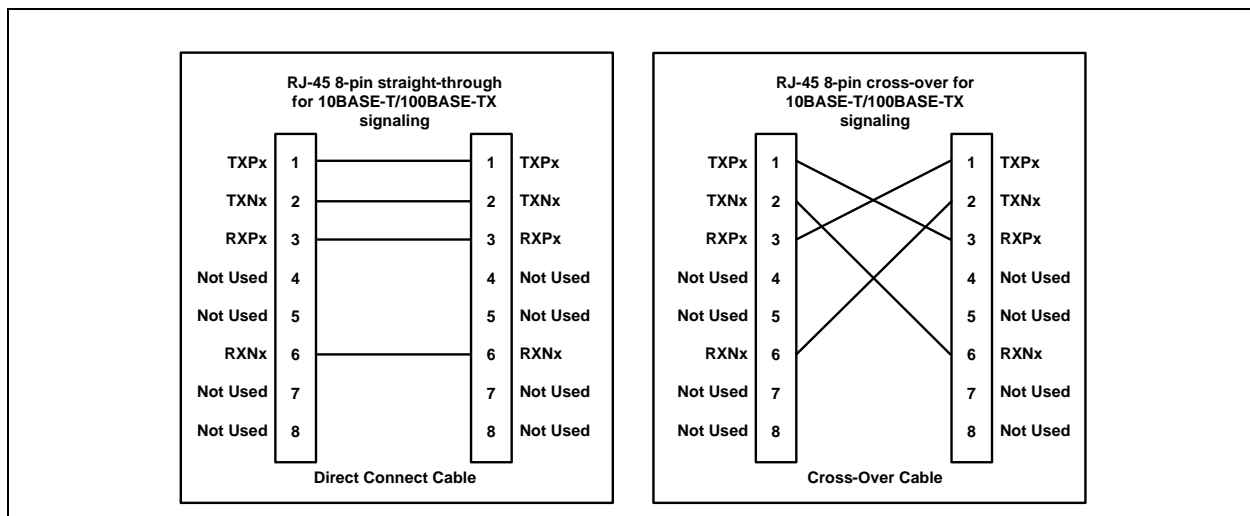 RJ-45 8-pin straight-through
for 10BASE-T/100BASE-TX
signaling
TXPx 1 1 TXPx
TXNx 2 2 TXNx
RXPx 3 3 RXPx
Not Used 4 4 Not Used
Not Used 5 5 Not Used
RXNx 6 6 RXNx
Not Used 7 7 Not Used
Not Used 8 8 Not Used
Direct Connect Cable
RJ-45 8-pin cross-over for
10BASE-T/100BASE-TX
signaling
TXPx 1 1 TXPx
TXNx 2 2 TXNx
RXPx 3 3 RXPx
Not Used 4 4 Not Used
Not Used 5 5 Not Used
RXNx 6 6 RXNx
Not Used 7 7 Not Used
Not Used 8 8 Not Used
Cross-Over Cable